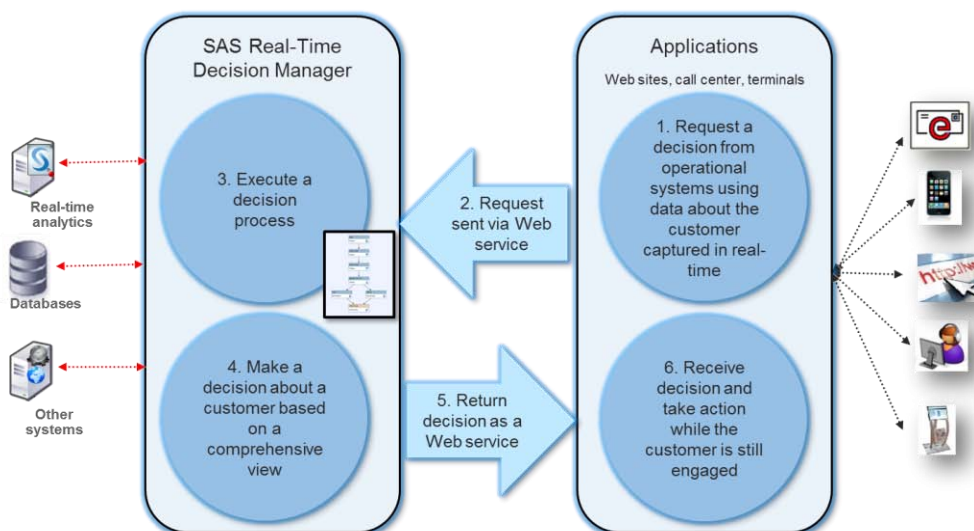 SAS Real-Time
Decision Manager
3. Execute a
decision
process
4. Make a
decision about a
customer based
on a
comprehensive
view
Real-time
analytics
Databases
Other
systems
2. Request
sent via Web
service
5. Return
decision as a
Web service
Applications
Web sites, call center, terminals
1. Request a
decision from
operational
systems using
data about the
customer
captured in real-
time
6. Receive
decision and
take action
while the
customer is still
engaged
e